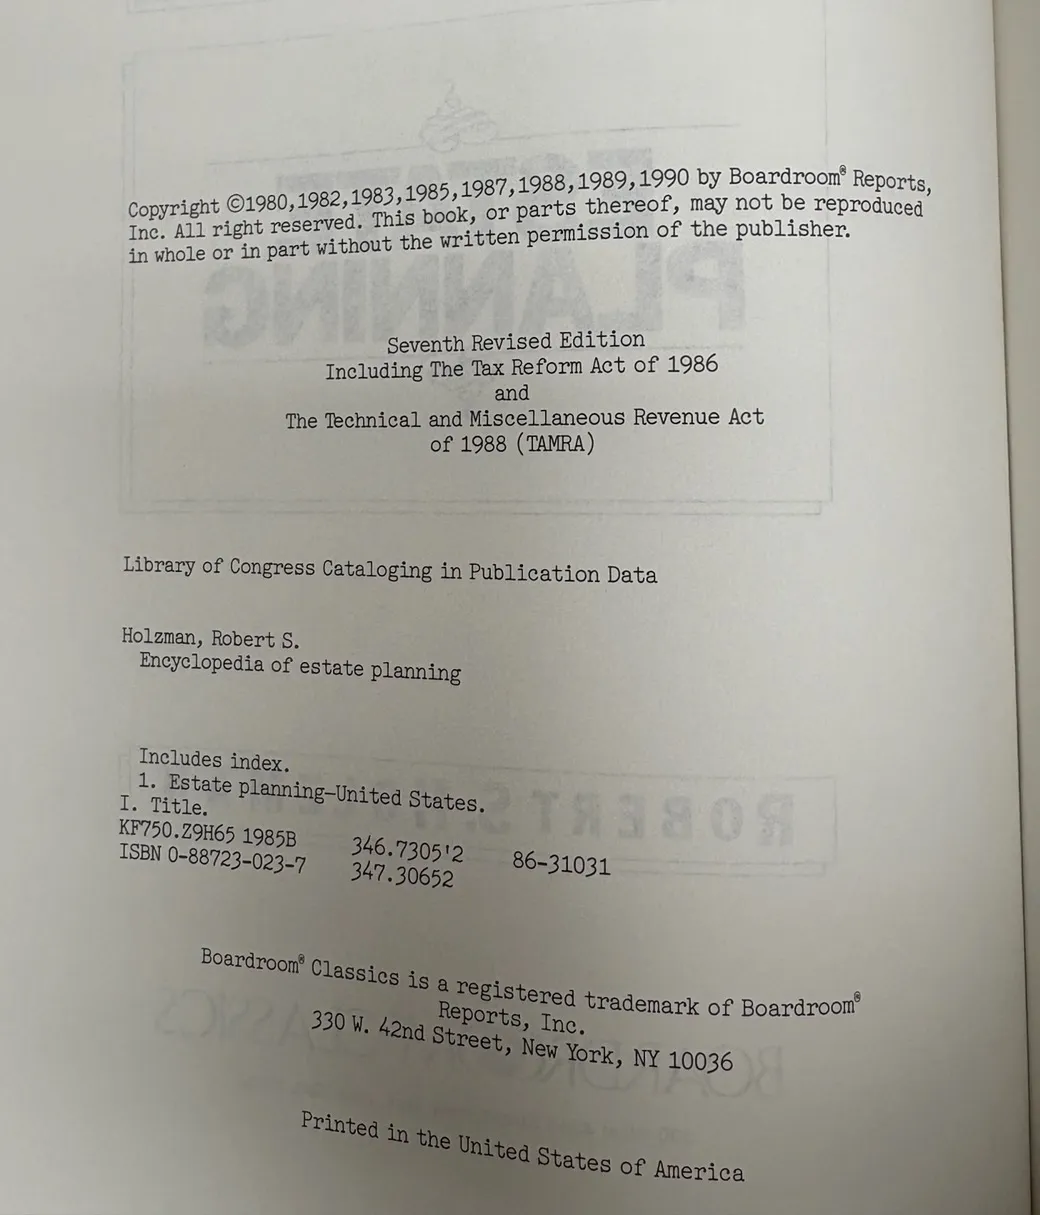 Copyright ©1980,1982,1983,1985,1987,1988,1989,1990 by Boardroom® Reports,
Inc. All right reserved. This book, or parts thereof, may not be reproduced
in whole or in part without the written permission of the publisher.
Seventh Revised Edition
Including The Tax Reform Act of 1986
and
The Technical and Miscellaneous Revenue Act
of 1988 (TAMRA)
Library of Congress Cataloging in Publication Data
Holzman, Robert S.
Encyclopedia of estate planning
Includes index.
1. Estate planning—United States.
I. Title.
KF750.Z9H65 1985B 346.7305'2 86-31031
ISBN 0-88723-023-7 347.30652
Boardroom® Classics is a registered trademark of Boardroom®
Reports, Inc.
330 W. 42nd Street, New York, NY 10036
Printed in the United States of America